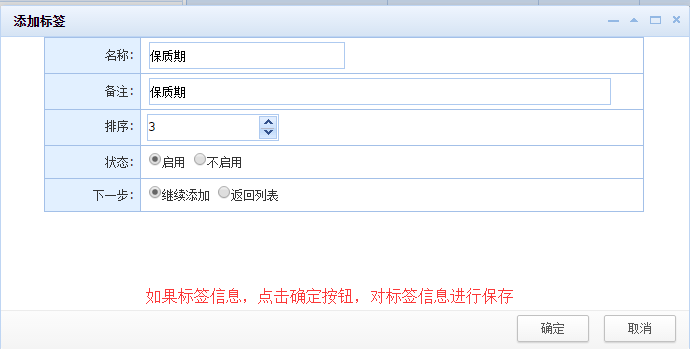 添加标签
名称: 保质期
备注: 保质期
排序: 3
状态: 启用 不启用
下一步: 继续添加 返回列表
如果标签信息，点击确定按钮，对标签信息进行保存
确定 取消